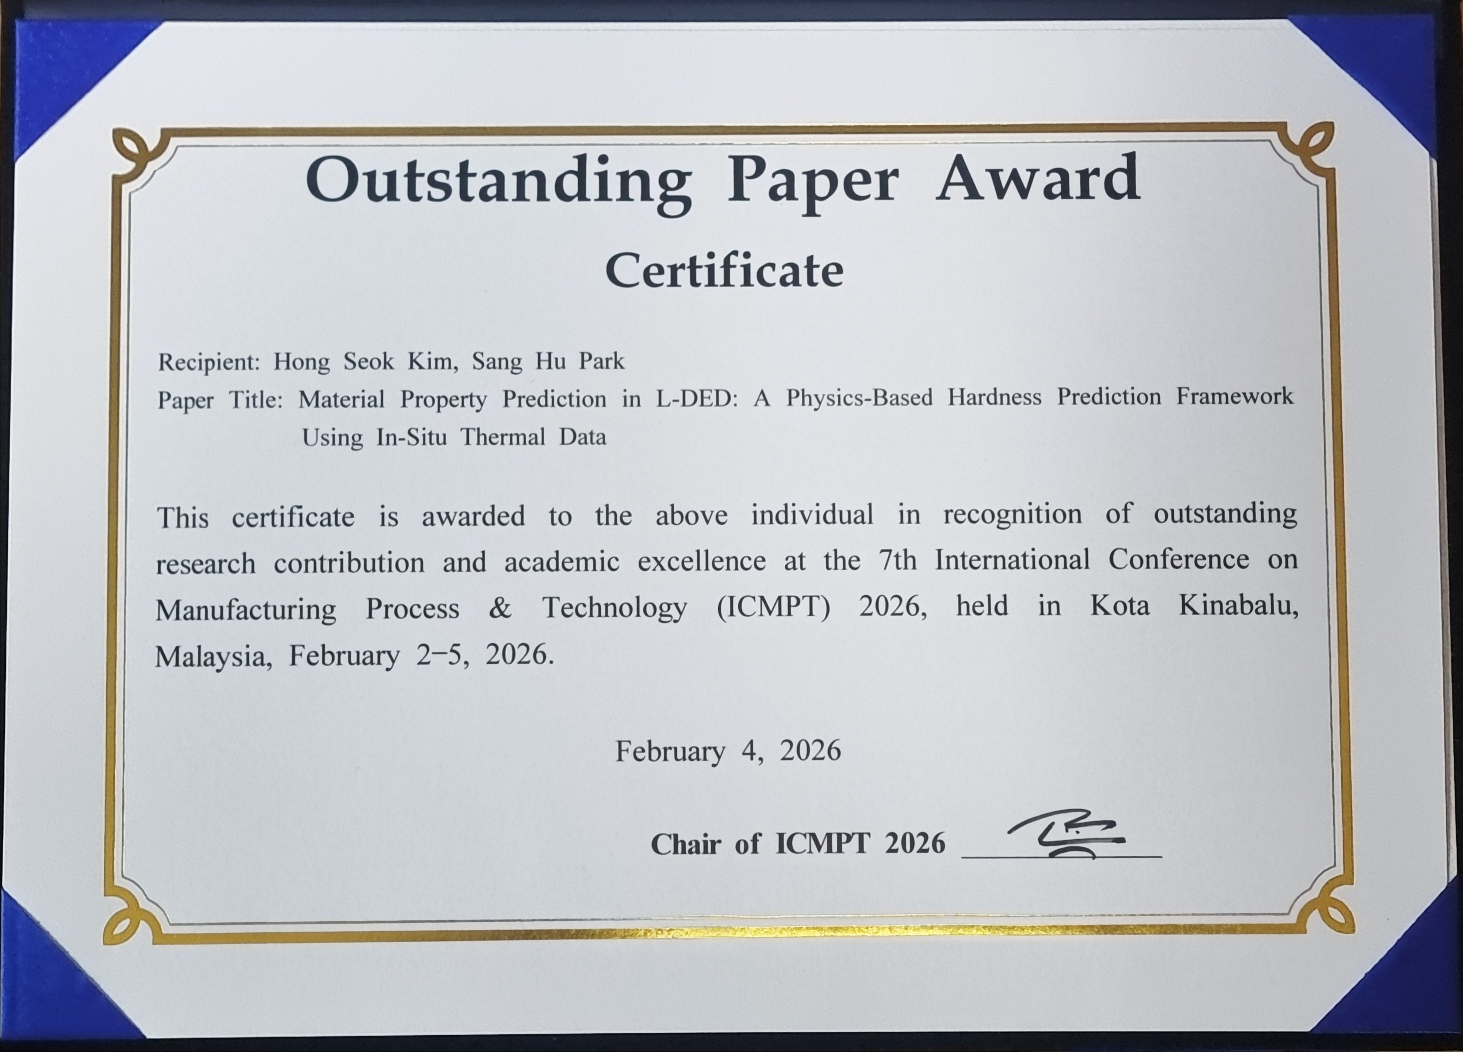 Outstanding Paper Award
Certificate
Recipient: Hong Seok Kim, Sang Hu Park
Paper Title: Material Property Prediction in L-DED: A Physics-Based Hardness Prediction Framework
Using In-Situ Thermal Data
This certificate is awarded to the above individual in recognition of outstanding
research contribution and academic excellence at the 7th International Conference on
Manufacturing Process & Technology (ICMPT) 2026, held in Kota Kinabalu,
Malaysia, February 2–5, 2026.
February 4, 2026
Chair of ICMPT 2026